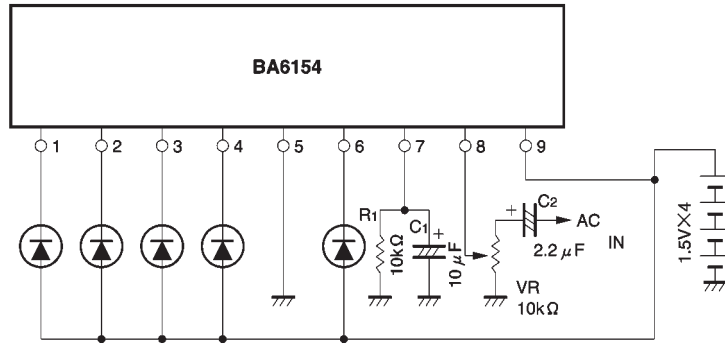 BA6154
1 2 3 4 5 6 7 8 9
R1
10kΩ
C1
+
10μF
+
C2
2.2μF
AC
IN
VR
10kΩ
1.5V×4